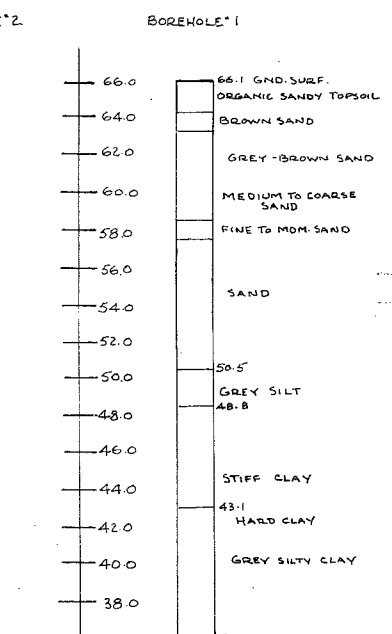 "2
BOREHOLE "1
66.0
66.1 GND. SURF.
ORGANIC SANDY TOPSOIL
64.0
BROWN SAND
62.0
GREY-BROWN SAND
60.0
MEDIUM TO COARSE
SAND
58.0
FINE TO MOM. SAND
56.0
SAND
54.0
52.0
50.5
50.0
GREY SILT
48.8
48.0
46.0
STIFF CLAY
44.0
43.1
HARD CLAY
42.0
GREY SILTY CLAY
40.0
38.0